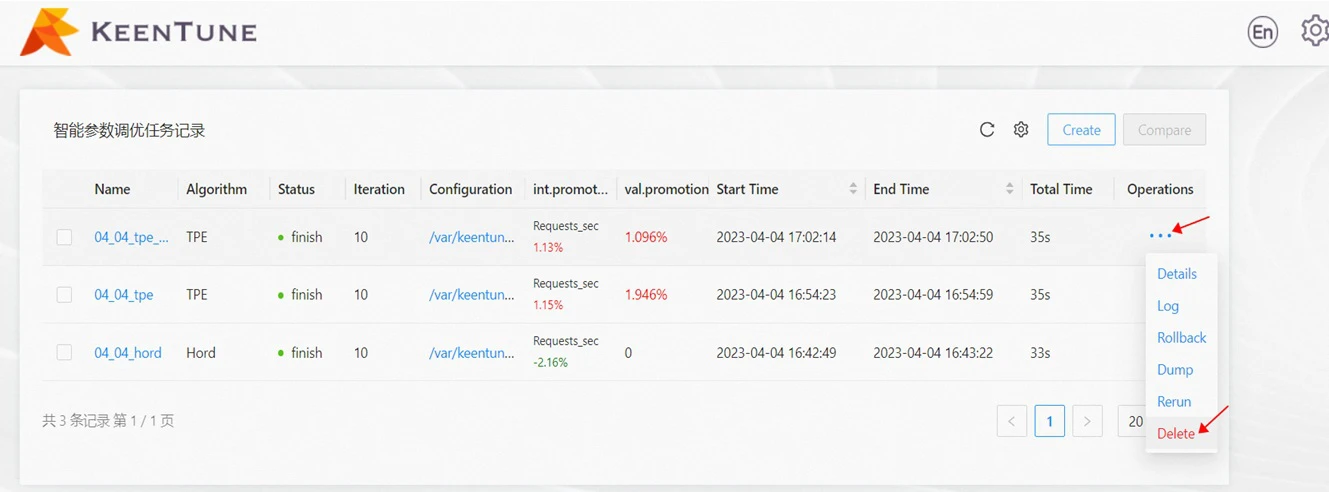 KEENTUNE
En
智能参数调优任务记录
Create
Compare
Name Algorithm Status Iteration Configuration int.promot... val.promotion Start Time End Time Total Time Operations
04_04_tpe_... TPE finish 10 /var/keentun... Requests_sec 1.13% 1.096% 2023-04-04 17:02:14 2023-04-04 17:02:50 35s ...
04_04_tpe TPE finish 10 /var/keentun... Requests_sec 1.15% 1.946% 2023-04-04 16:54:23 2023-04-04 16:54:59 35s
04_04_hord Hord finish 10 /var/keentun... Requests_sec -2.16% 0 2023-04-04 16:42:49 2023-04-04 16:43:22 33s
Details
Log
Rollback
Dump
Rerun
Delete
共 3 条记录 第 1 / 1 页
< 1 > 20